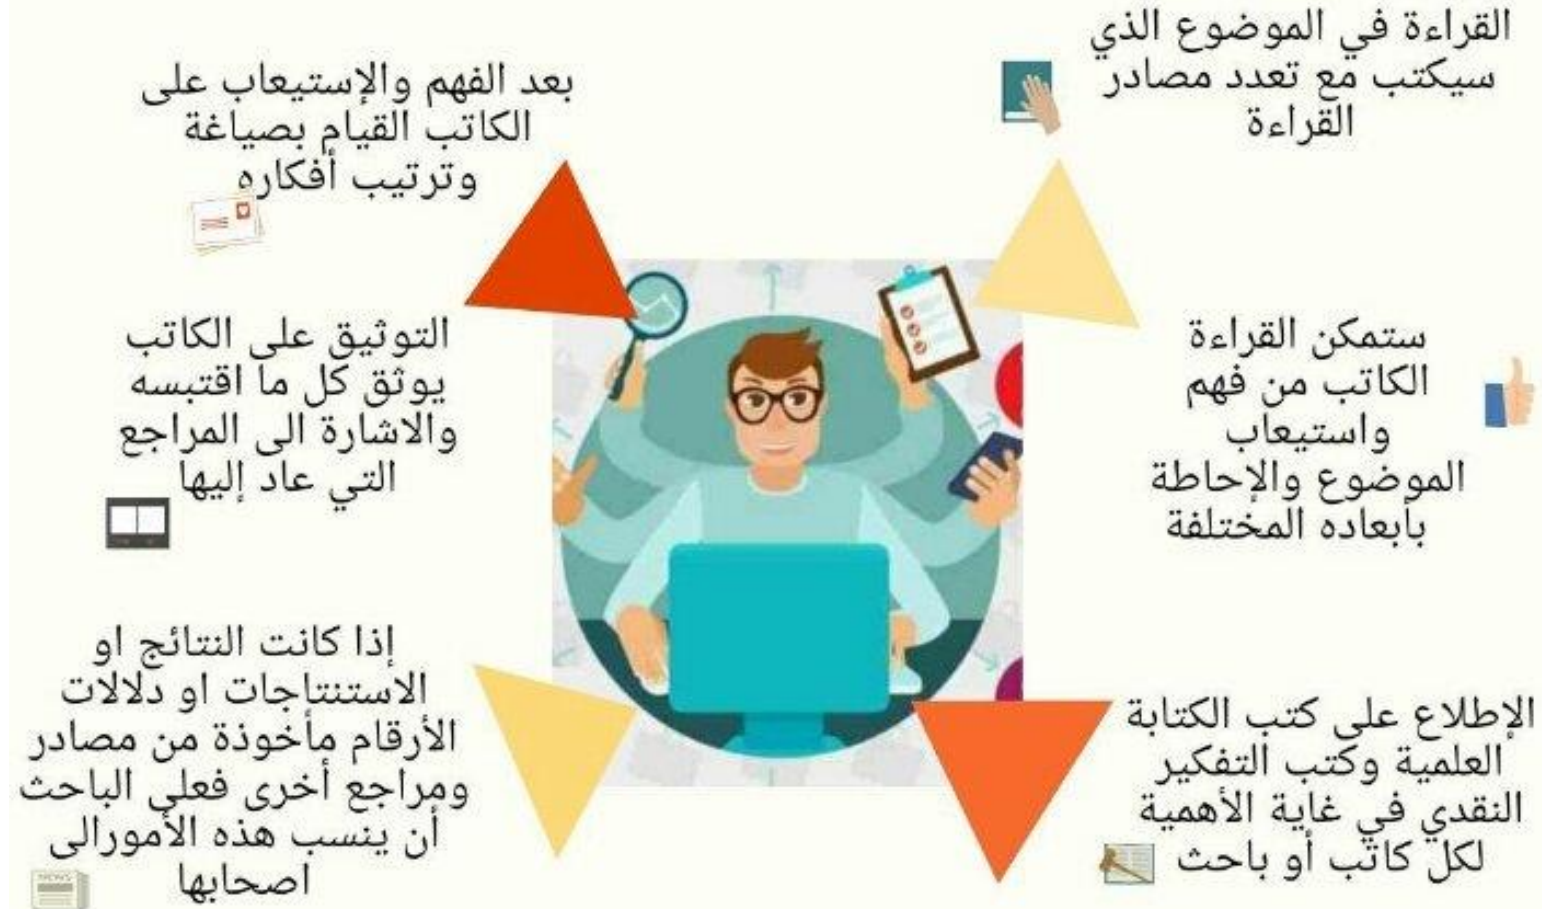 القراءة في الموضوع الذي
سيكتب مع تعدد مصادر
القراءة
ستمكن القراءة
الكاتب من فهم
واستيعاب
الموضوع والإحاطة
بأبعاده المختلفة
الإطلاع على كتب الكتابة
العلمية وكتب التفكير
النقدي في غاية الأهمية
لكل كاتب أو باحث
بعد الفهم والإستيعاب على
الكاتب القيام بصياغة
وترتيب أفكاره
التوثيق على الكاتب
يوثق كل ما اقتبسه
والاشارة الى المراجع
التي عاد إليها
إذا كانت النتائج او
الاستنتاجات او دلالات
الأرقام مأخوذة من مصادر
ومراجع أخرى فعلى الباحث
أن ينسب هذه الأمورالى
اصحابها
NEWS